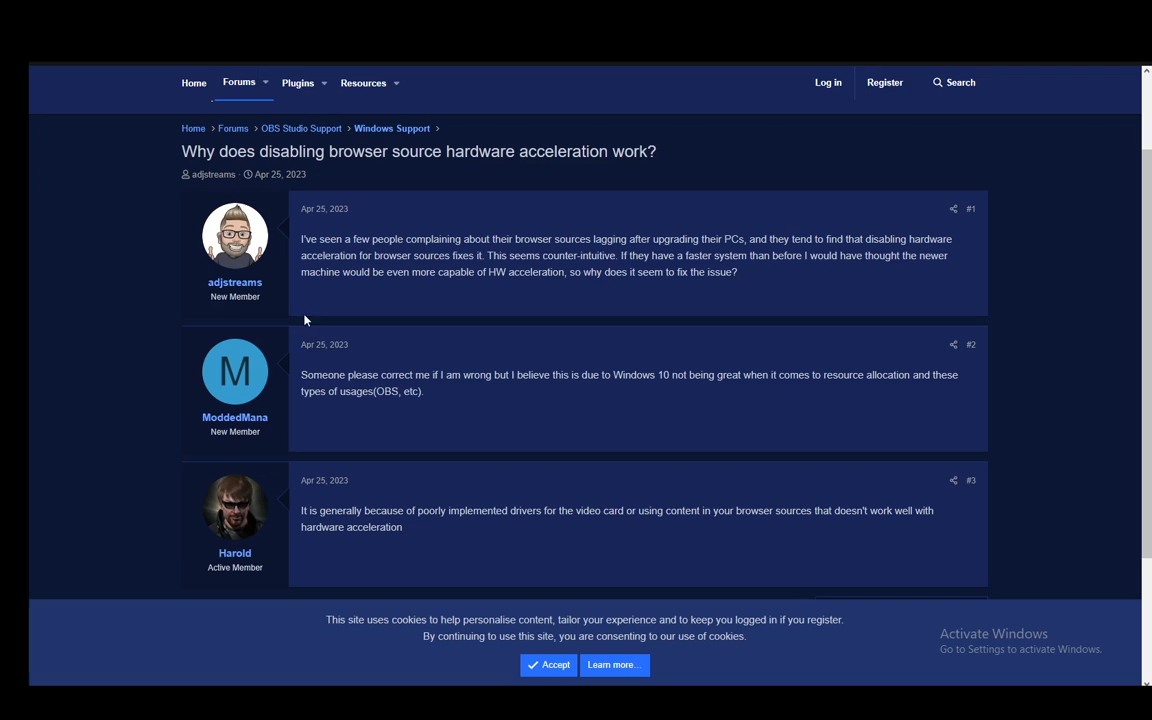 Home Forums Plugins Resources Log in Register Search
Home > Forums > OBS Studio Support > Windows Support >
Why does disabling browser source hardware acceleration work?
adjstreams · Apr 25, 2023
Apr 25, 2023 #1
I've seen a few people complaining about their browser sources lagging after upgrading their PCs, and they tend to find that disabling hardware
acceleration for browser sources fixes it. This seems counter-intuitive. If they have a faster system than before I would have thought the newer
machine would be even more capable of HW acceleration, so why does it seem to fix the issue?
adjstreams
New Member
Apr 25, 2023 #2
M
Someone please correct me if I am wrong but I believe this is due to Windows 10 not being great when it comes to resource allocation and these
types of usages(OBS, etc).
ModdedMana
New Member
Apr 25, 2023 #3
It is generally because of poorly implemented drivers for the video card or using content in your browser sources that doesn't work well with
hardware acceleration
Harold
Active Member
This site uses cookies to help personalise content, tailor your experience and to keep you logged in if you register.
By continuing to use this site, you are consenting to our use of cookies.
Accept Learn more...
Activate Windows
Go to Settings to activate Windows.